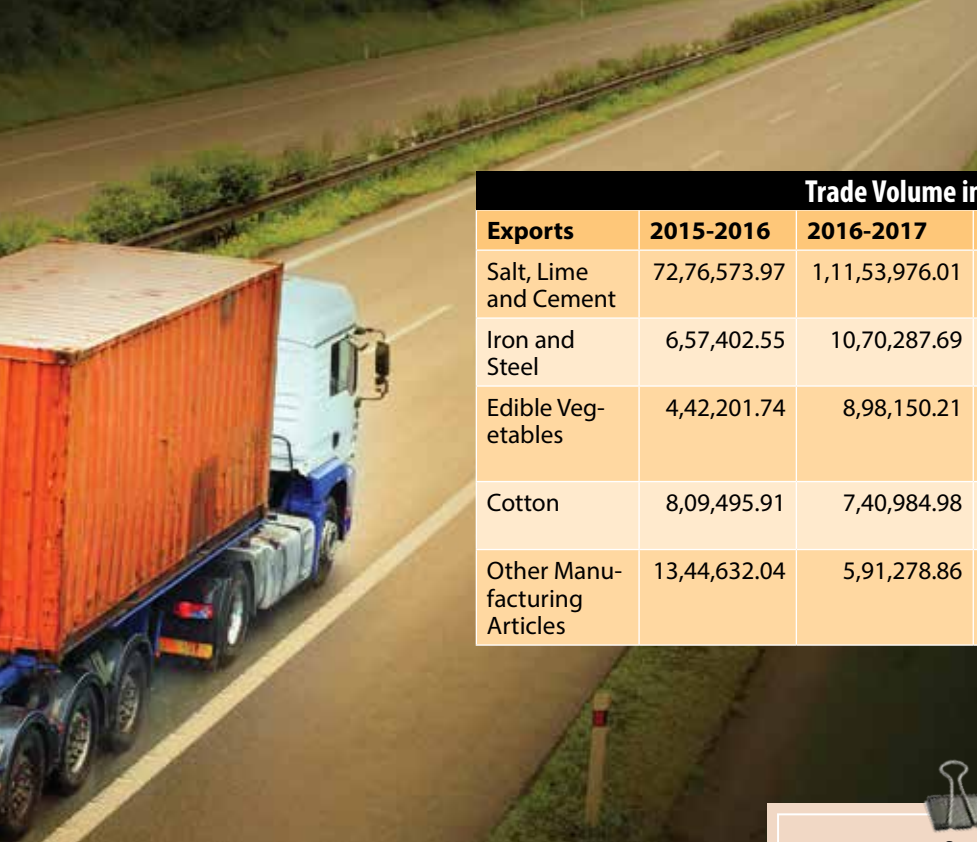 Trade Volume in
Exports 2015-2016 2016-2017
Salt, Lime 72,76,573.97 1,11,53,976.01
and Cement
Iron and 6,57,402.55 10,70,287.69
Steel
Edible Veg- 4,42,201.74 8,98,150.21
etables
Cotton 8,09,495.91 7,40,984.98
Other Manu- 13,44,632.04 5,91,278.86
facturing
Articles